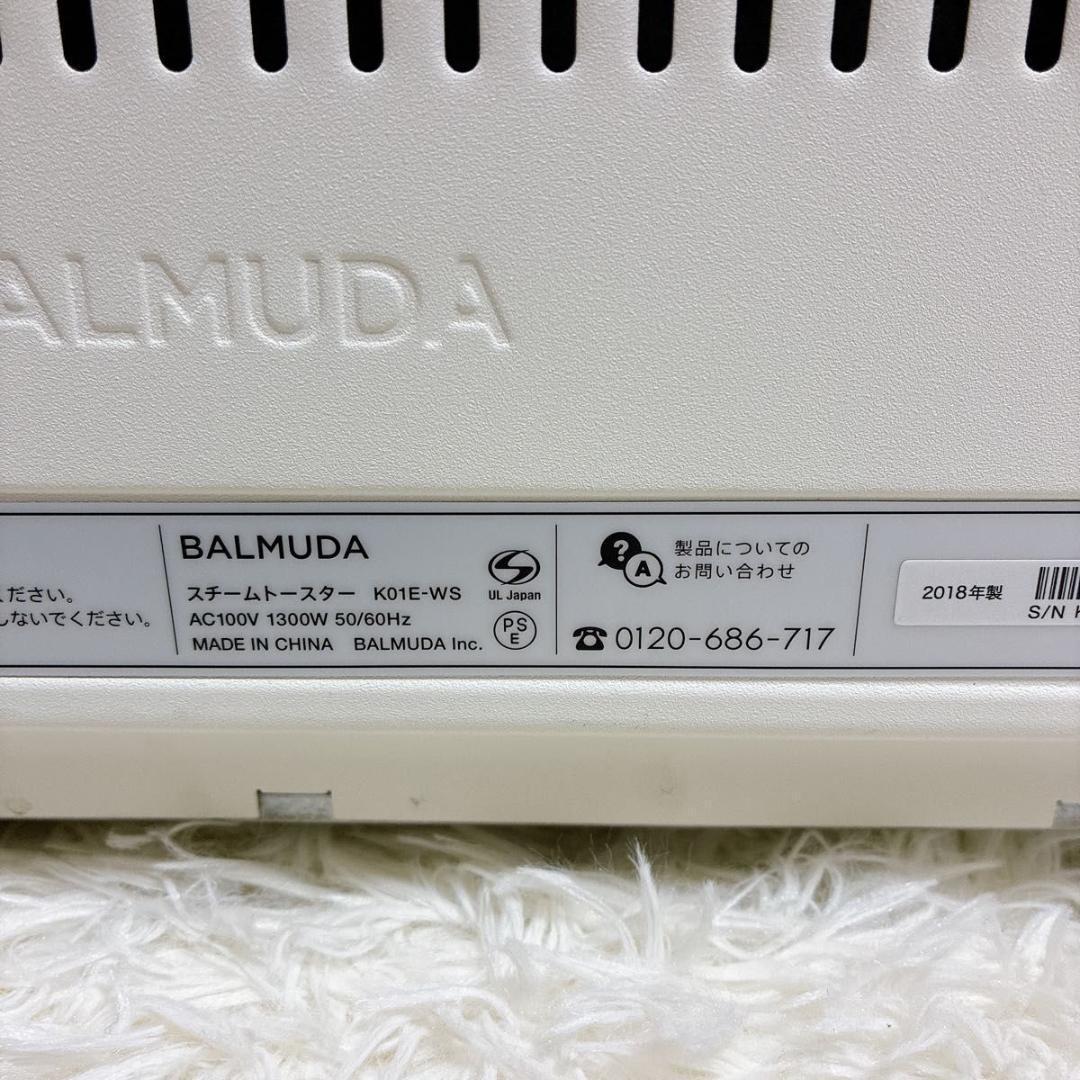 ALMUDA
ください。
しないでください。
BALMUDA
スチームトースター K01E-WS
AC100V 1300W 50/60Hz
MADE IN CHINA BALMUDA Inc.
UL Japan
PS
E
?
A
製品についての
お問い合わせ
0120-686-717
2018年製
S/N K